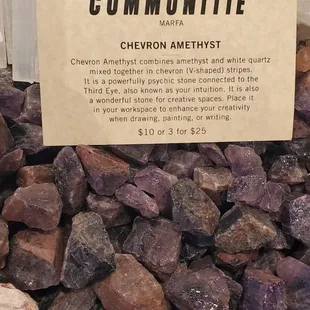 COMMUNITIE
MARFA
CHEVRON AMETHYST
Chevron Amethyst combines amethyst and white quartz
mixed together in chevron (V-shaped) stripes.
It is a powerfully psychic stone connected to the
Third Eye, also known as your intuition. It is also
a wonderful stone for creative spaces. Place it
in your workspace to enhance your creativity
when drawing, painting, or writing.
$10 or 3 for $25